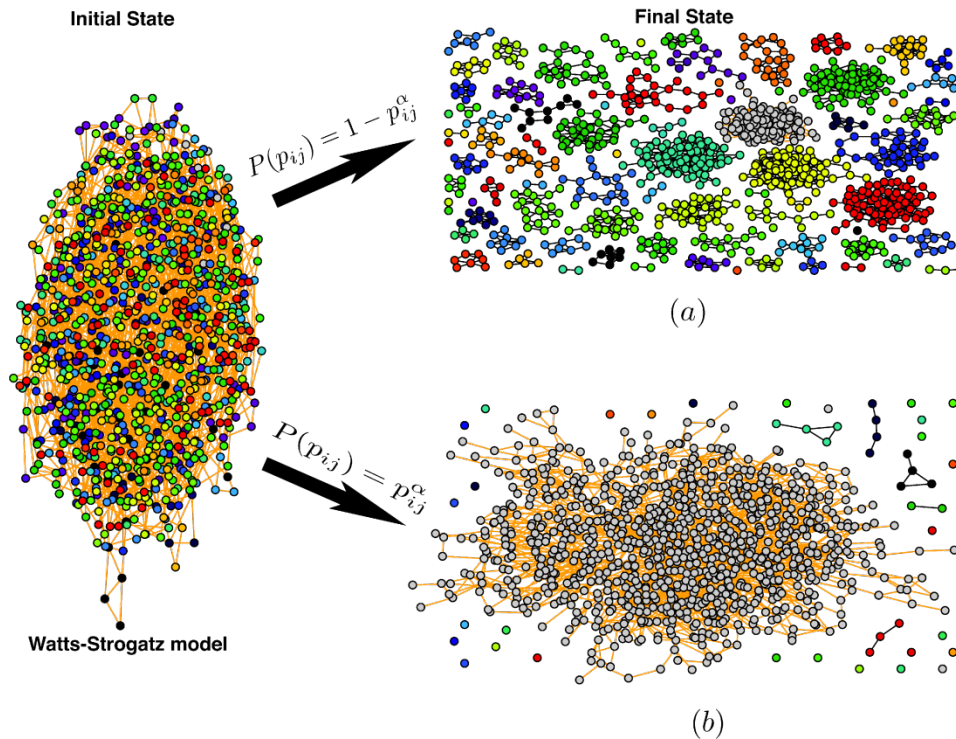 Initial State
Final State
P(p_{ij}) = 1 − p_{ij}^α
(a)
P(p_{ij}) = p_{ij}^α
Watts-Strogatz model
(b)